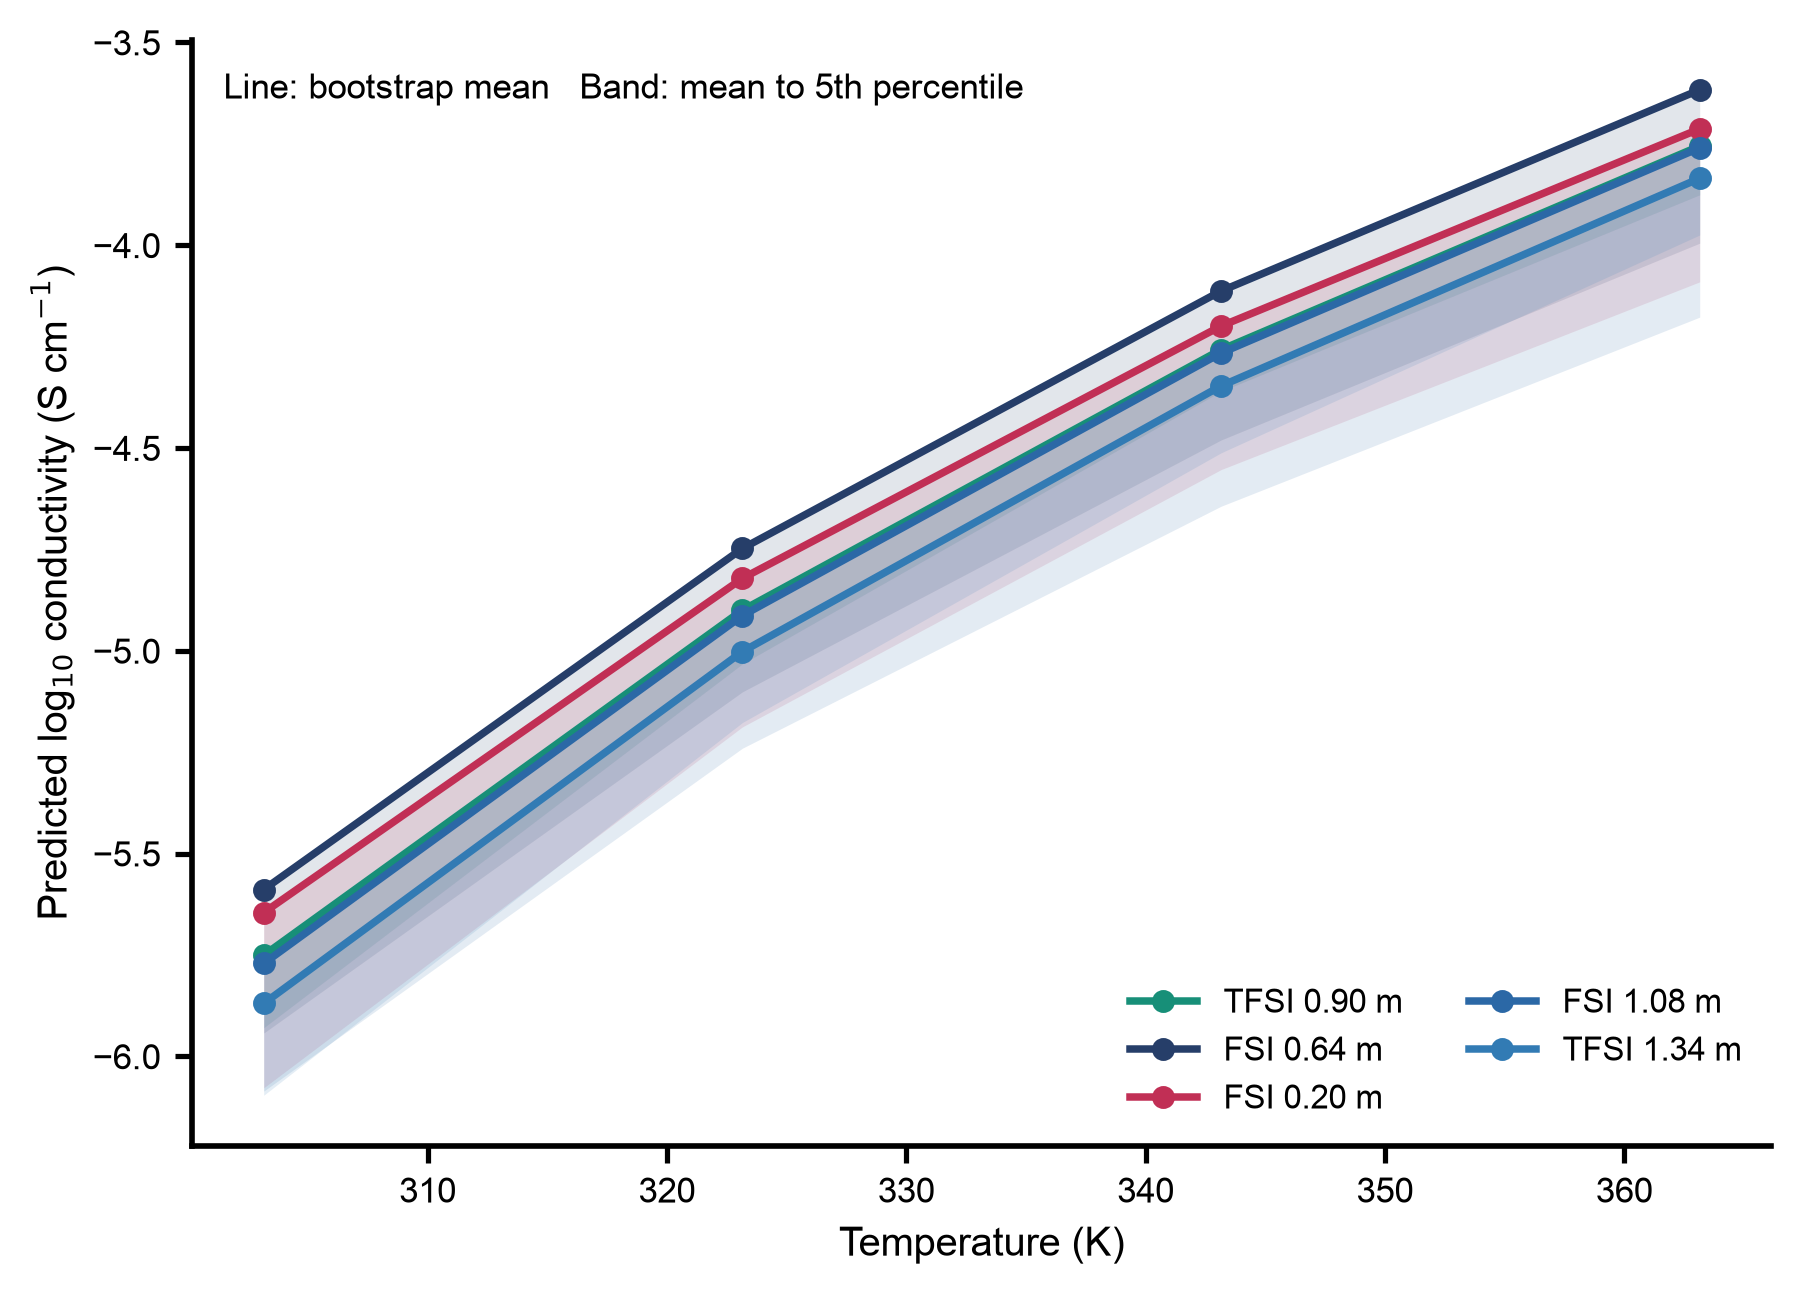 Line: bootstrap mean   Band: mean to 5th percentile
Predicted log₁₀ conductivity (S cm⁻¹)
−3.5
−4.0
−4.5
−5.0
−5.5
−6.0
TFSI 0.90 m
FSI 0.64 m
FSI 0.20 m
FSI 1.08 m
TFSI 1.34 m
310 320 330 340 350 360
Temperature (K)